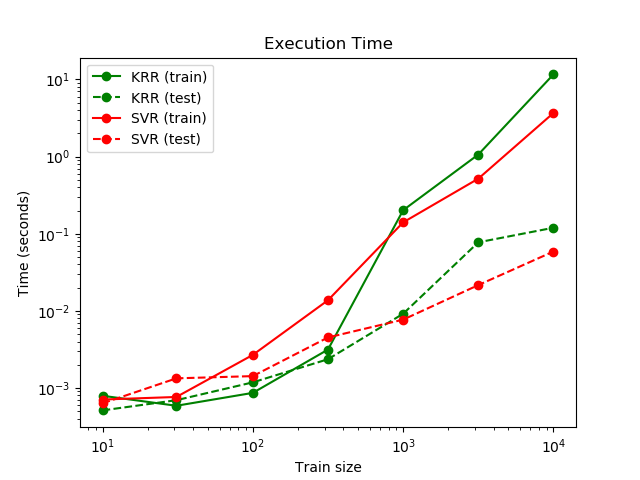 Execution Time
KRR (train)
KRR (test)
SVR (train)
SVR (test)
10¹
10⁰
10⁻¹
10⁻²
10⁻³
Time (seconds)
10¹ 10² 10³ 10⁴
Train size